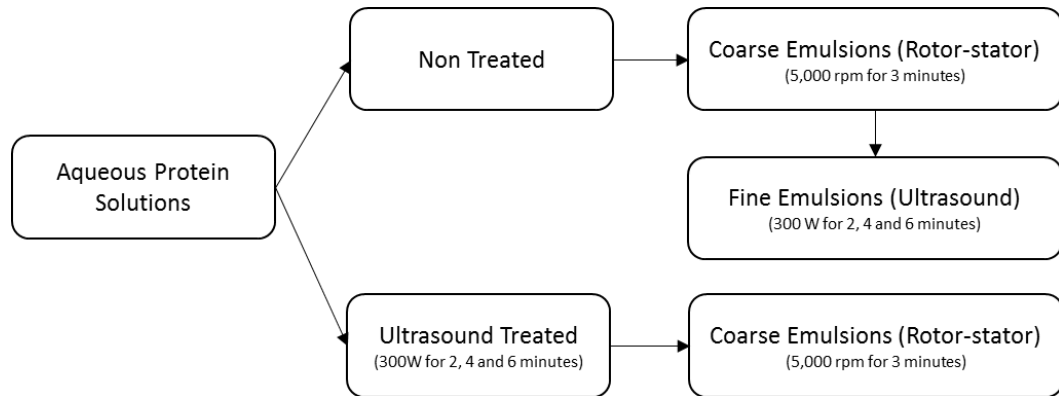 Non Treated
Coarse Emulsions (Rotor-stator)
(5,000 rpm for 3 minutes)
Aqueous Protein
Solutions
Fine Emulsions (Ultrasound)
(300 W for 2, 4 and 6 minutes)
Ultrasound Treated
(300W for 2, 4 and 6 minutes)
Coarse Emulsions (Rotor-stator)
(5,000 rpm for 3 minutes)